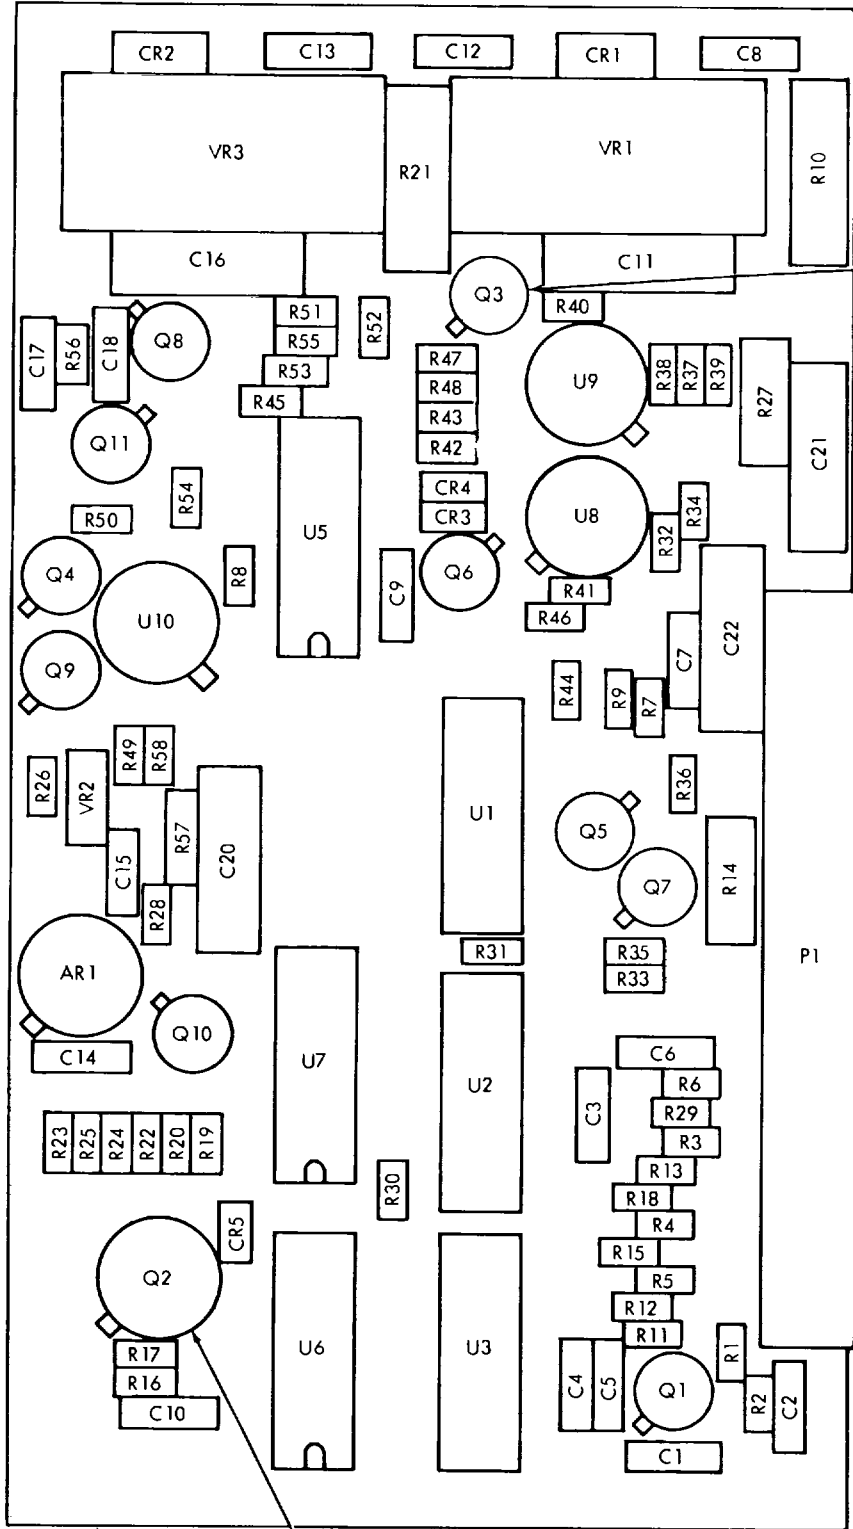 CR2 C13 C12 CR1 C8
VR3 R21 VR1 R10
C16 C11
Q3
R51 R52 R40
C17 R56 C18 Q8 R55
R53 R47 U9 R38 R37 R39
R45 R48 R27
Q11 R43 C21
R42
R54 CR4
R50 U5 CR3 U8 R34
R32
Q4 R8 C9 Q6
R41
U10 R46
Q9 C7 C22
R44 R9 R7
R49 R58
R26 VR2 R36
U1
R57 Q5
C15 C20
R28 Q7 R14
R31 R35 P1
AR1 R33
Q10
C14 U7 C6
U2 R6
C3 R29
R23 R25 R24 R22 R20 R19 R3
R13
R30 R18
CR5 R4
R15
Q2 R5
R12
R17 U6 U3 R11 R1
R16 C4 C5 Q1 R2 C2
C10
C1